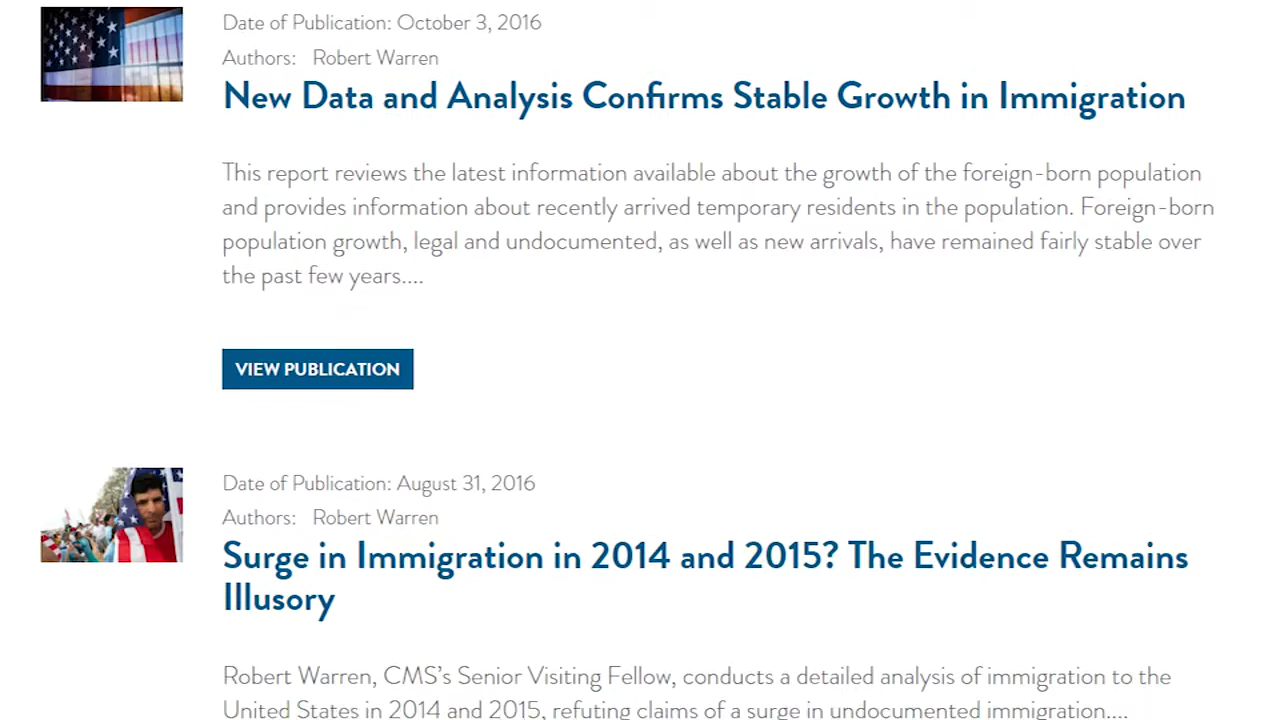 Date of Publication: October 3, 2016
Authors: Robert Warren
New Data and Analysis Confirms Stable Growth in Immigration
This report reviews the latest information available about the growth of the foreign-born population
and provides information about recently arrived temporary residents in the population. Foreign-born
population growth, legal and undocumented, as well as new arrivals, have remained fairly stable over
the past few years....
VIEW PUBLICATION
Date of Publication: August 31, 2016
Authors: Robert Warren
Surge in Immigration in 2014 and 2015? The Evidence Remains
Illusory
Robert Warren, CMS’s Senior Visiting Fellow, conducts a detailed analysis of immigration to the
United States in 2014 and 2015, refuting claims of a surge in undocumented immigration....